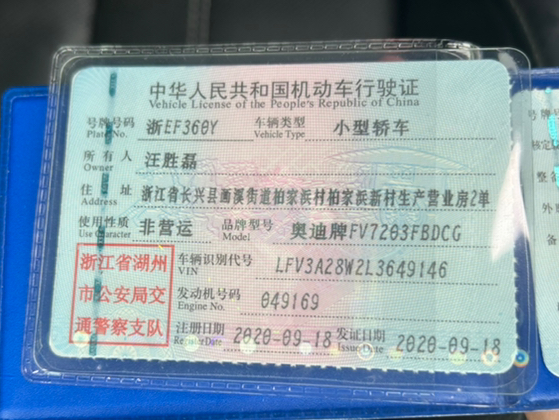 中华人民共和国机动车行驶证
Vehicle License of the People's Republic of China
号牌号码 浙EF360Y 车辆类型 小型轿车
Plate No. Vehicle Type
所有人 汪胜磊
Owner
住址 浙江省长兴县画溪街道柏家浜村柏家浜新村生产营业房2单
Address
使用性质 非营运 品牌型号 奥迪牌FV7203FBDCG
Use Character Model
浙江省湖州
市公安局交
通警察支队
车辆识别代号 LFV3A28W2L3649146
VIN
发动机号码 049169
Engine No.
注册日期 2020-09-18 发证日期 2020-09-18
Register Date Issue Date